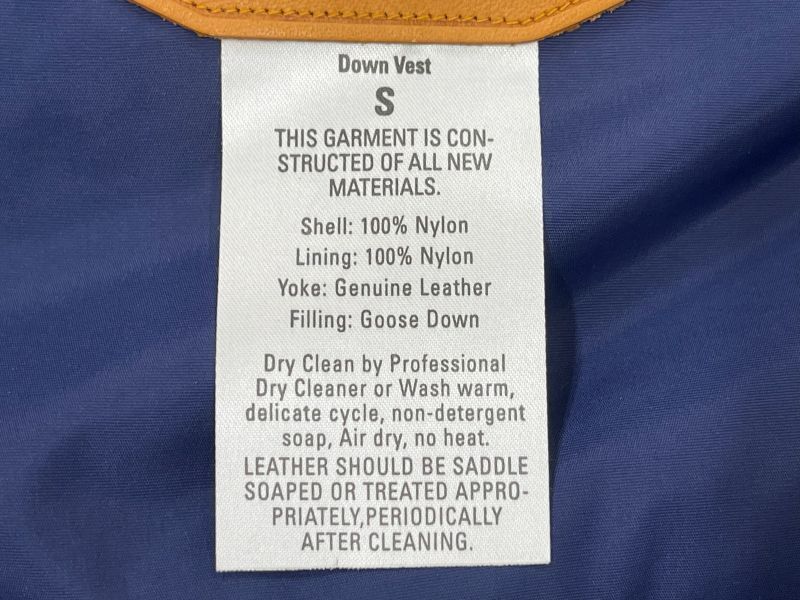 Down Vest
S
THIS GARMENT IS CON-
STRUCTED OF ALL NEW
MATERIALS.
Shell: 100% Nylon
Lining: 100% Nylon
Yoke: Genuine Leather
Filling: Goose Down
Dry Clean by Professional
Dry Cleaner or Wash warm,
delicate cycle, non-detergent
soap, Air dry, no heat.
LEATHER SHOULD BE SADDLE
SOAPED OR TREATED APPRO-
PRIATELY,PERIODICALLY
AFTER CLEANING.